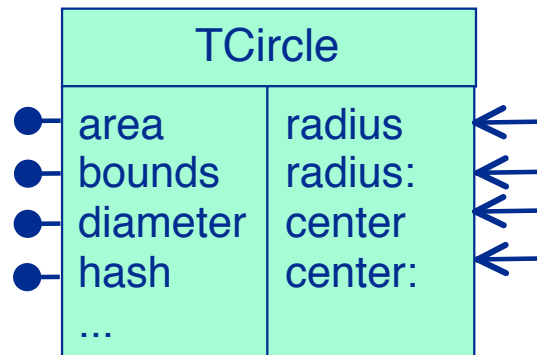 TCircle
area
bounds
diameter
hash
...
radius
radius:
center
center: